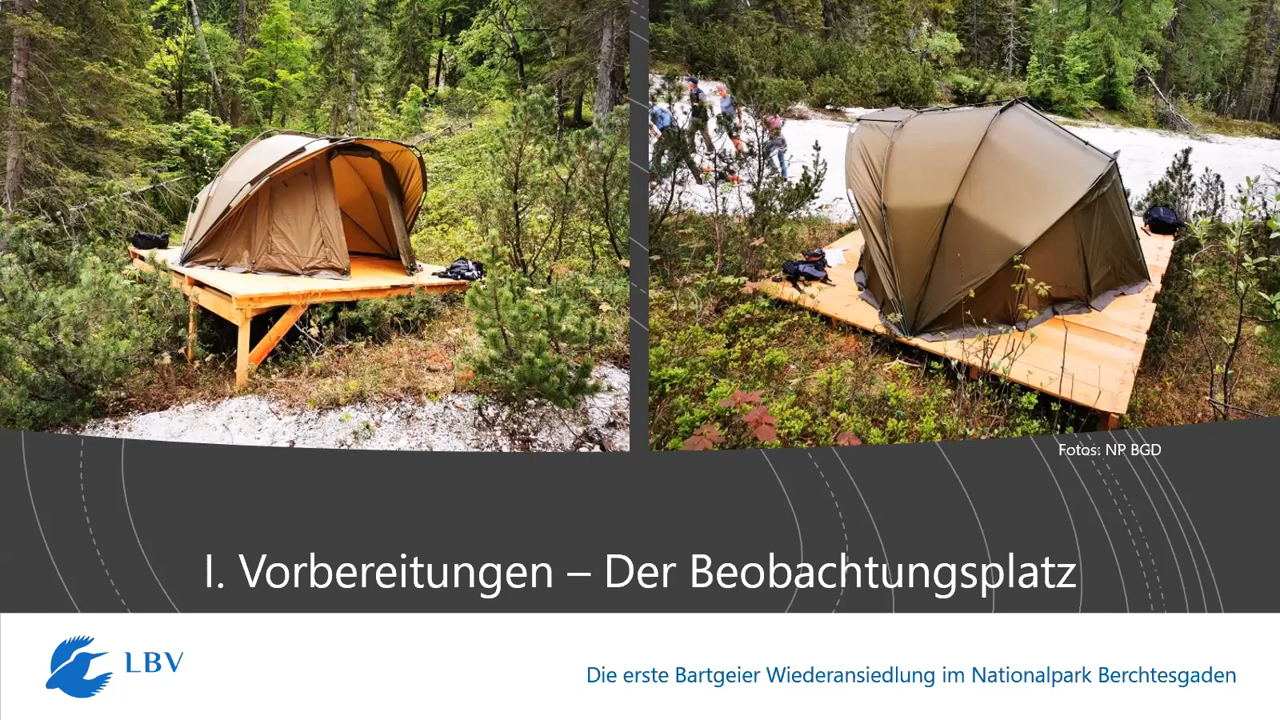 Fotos: NP BGD
I. Vorbereitungen – Der Beobachtungsplatz
LBV
Die erste Bartgeier Wiederansiedlung im Nationalpark Berchtesgaden